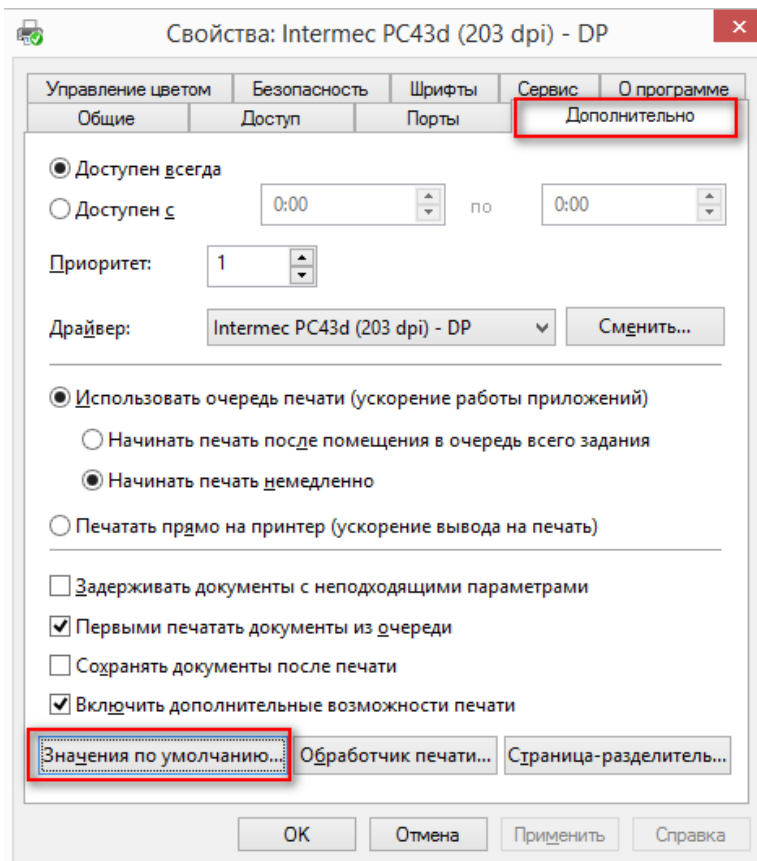 Свойства: Intermec PC43d (203 dpi) - DP
Управление цветом Безопасность Шрифты Сервис О программе
Общие Доступ Порты Дополнительно
Доступен всегда
Доступен с 0:00 по 0:00
Приоритет: 1
Драйвер: Intermec PC43d (203 dpi) - DP Сменить...
Использовать очередь печати (ускорение работы приложений)
Начинать печать после помещения в очередь всего задания
Начинать печать немедленно
Печатать прямо на принтер (ускорение вывода на печать)
Задерживать документы с неподходящими параметрами
Первыми печатать документы из очереди
Сохранять документы после печати
Включить дополнительные возможности печати
Значения по умолчанию... Обработчик печати... Страница-разделитель...
OK Отмена Применить Справка